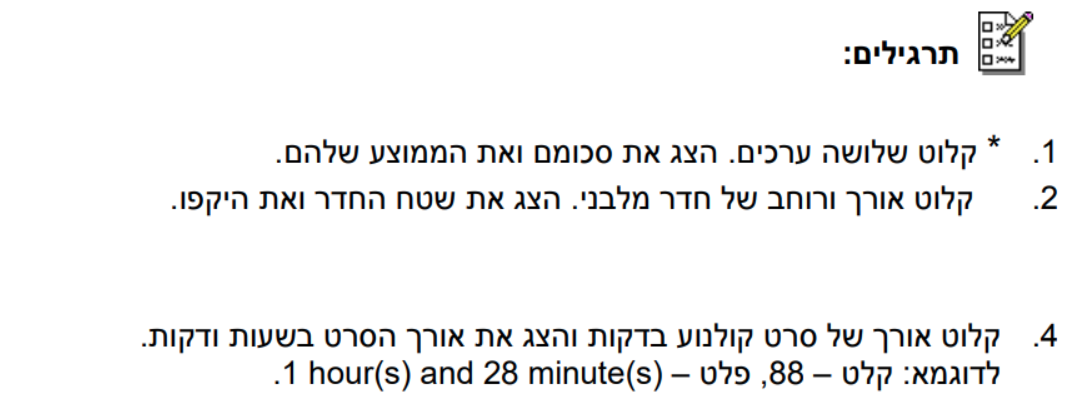 תרגילים:
1. * קלוט שלושה ערכים. הצג את סכומם ואת הממוצע שלהם.
2. קלוט אורך ורוחב של חדר מלבני. הצג את שטח החדר ואת היקפו.
4. קלוט אורך של סרט קולנוע בדקות והצג את אורך הסרט בשעות ודקות.
לדוגמא: קלט – 88, פלט – 1 hour(s) and 28 minute(s).